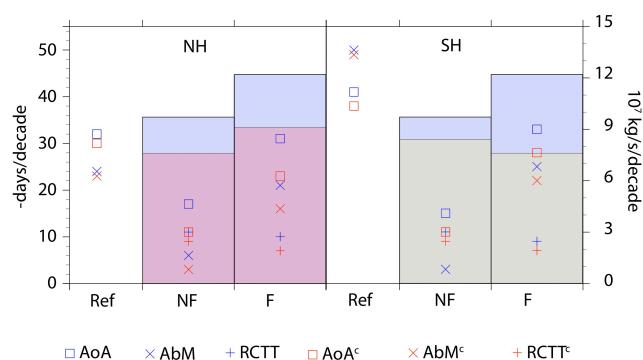 NH SH
50
40
30
20
10
0
-days/decade
15
12
9
6
3
0
10⁷ kg/s/decade
Ref NF F Ref NF F
AoA AbM RCTT AoAᶜ AbMᶜ RCTTᶜ